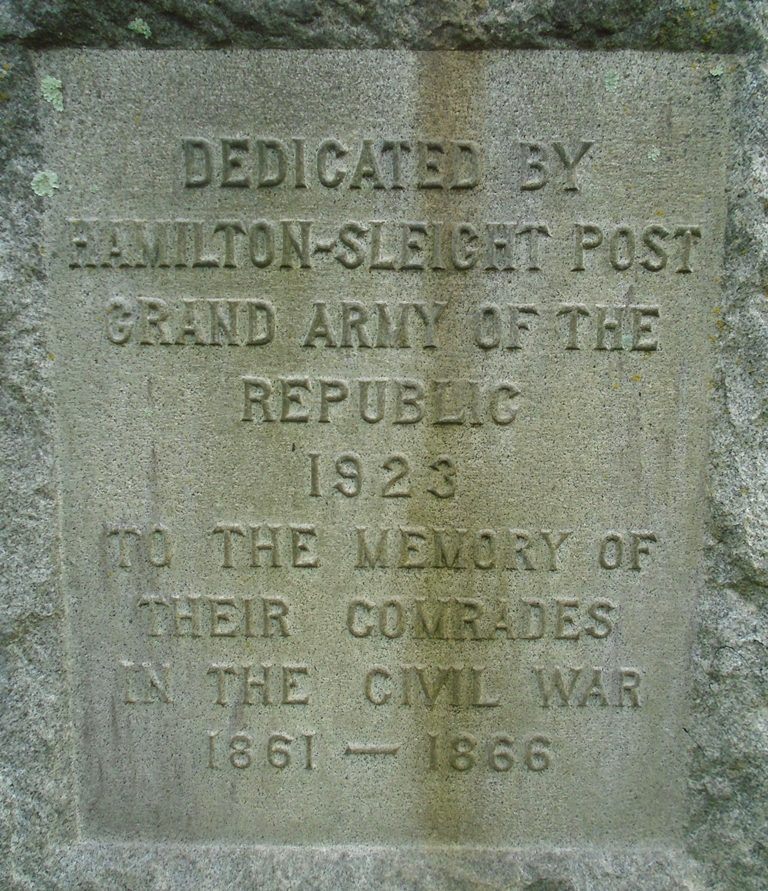 DEDICATED BY
HAMILTON-SLEIGHT POST
GRAND ARMY OF THE
REPUBLIC
1923
TO THE MEMORY OF
THEIR COMRADES
IN THE CIVIL WAR
1861 — 1866